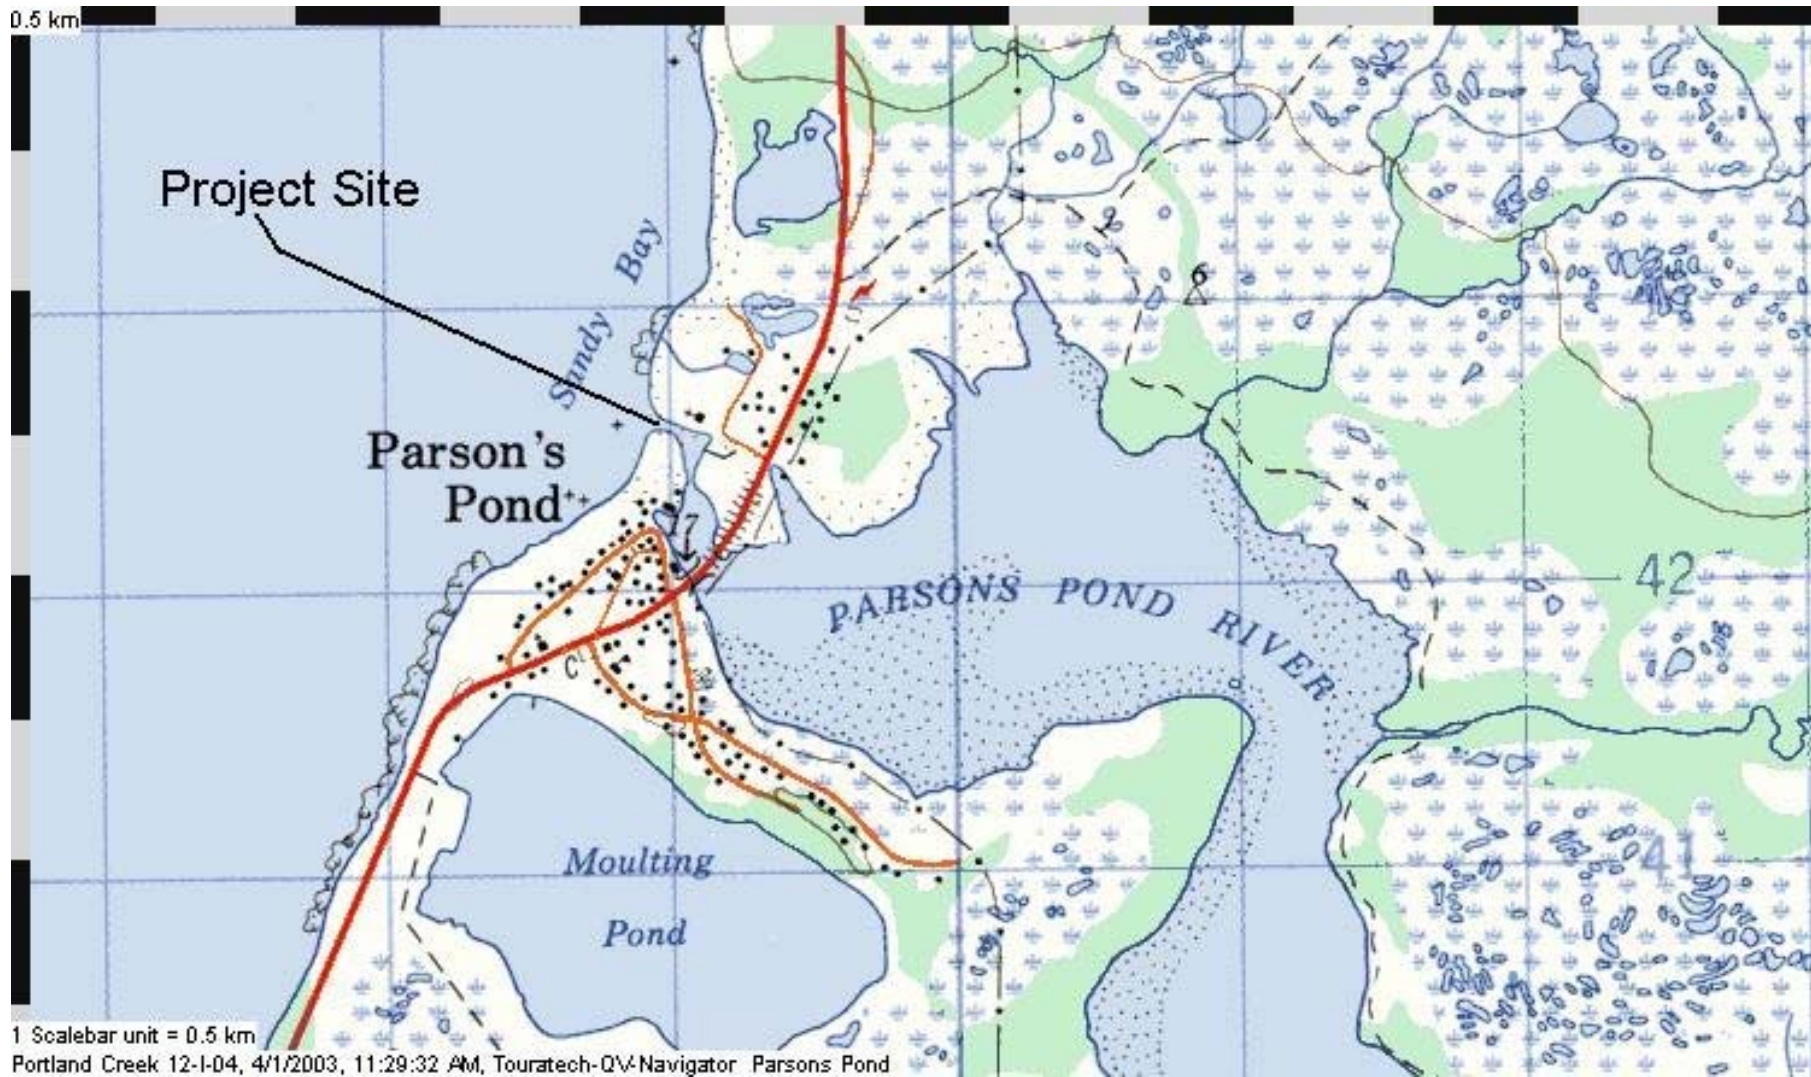 0.5 km
Project Site
Sandy Bay
6
Parson's
Pond
17
42
PARSONS POND RIVER
C
41
Moulting
Pond
1 Scalebar unit = 0.5 km
Portland Creek 12-I-04, 4/1/2003, 11:29:32 AM, Touratech-QV-Navigator Parsons Pond